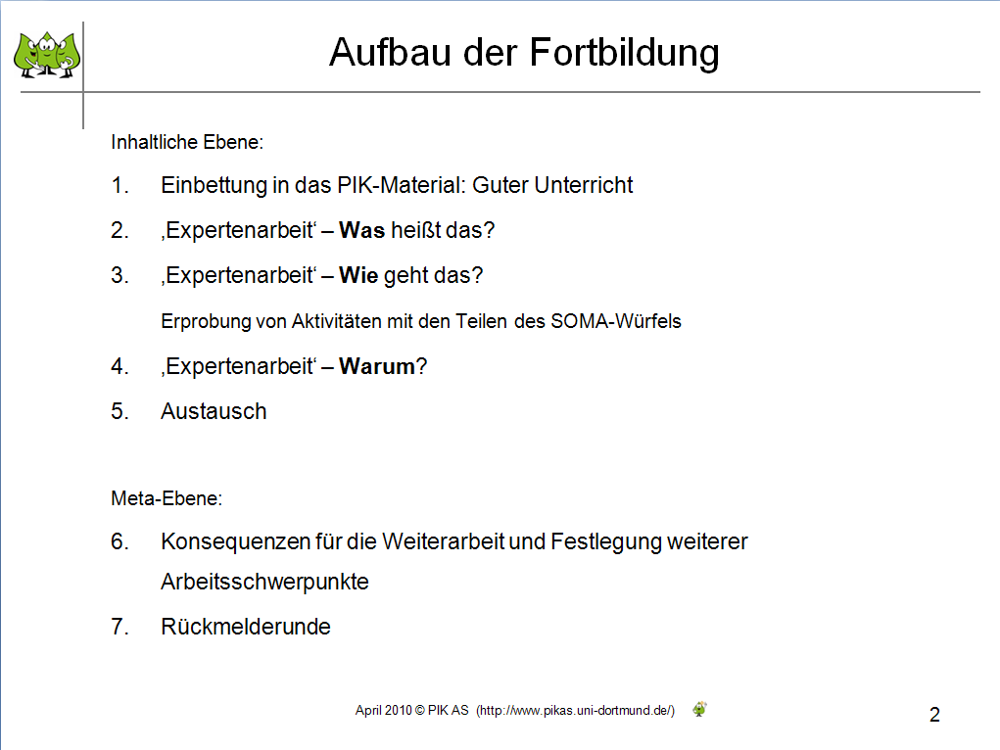 Aufbau der Fortbildung
Inhaltliche Ebene:
1. Einbettung in das PIK-Material: Guter Unterricht
2. ‚Expertenarbeit‘ – Was heißt das?
3. ‚Expertenarbeit‘ – Wie geht das?
Erprobung von Aktivitäten mit den Teilen des SOMA-Würfels
4. ‚Expertenarbeit‘ – Warum?
5. Austausch
Meta-Ebene:
6. Konsequenzen für die Weiterarbeit und Festlegung weiterer
Arbeitsschwerpunkte
7. Rückmelderunde
April 2010 © PIK AS (http://www.pikas.uni-dortmund.de/)
2